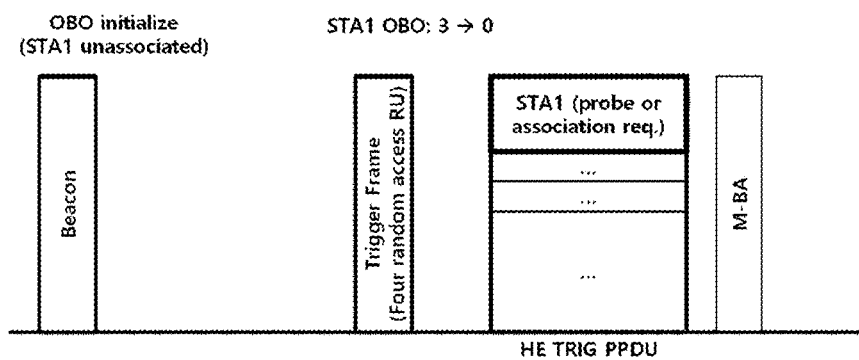 OBO initialize
(STA1 unassociated)
STA1 OBO: 3 → 0
Beacon
Trigger Frame
(Four random access RU)
STA1 (probe or
association req.)
...
...
...
M-BA
HE TRIG PPDU